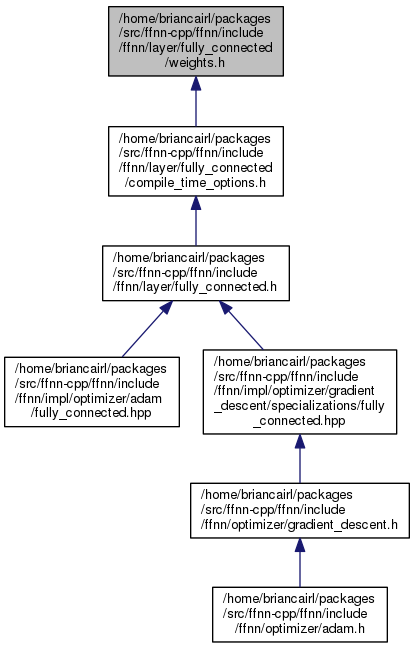 /home/briancairl/packages
/src/ffnn-cpp/ffnn/include
/ffnn/layer/fully_connected
/weights.h
/home/briancairl/packages
/src/ffnn-cpp/ffnn/include
/ffnn/layer/fully_connected
/compile_time_options.h
/home/briancairl/packages
/src/ffnn-cpp/ffnn/include
/ffnn/layer/fully_connected.h
/home/briancairl/packages
/src/ffnn-cpp/ffnn/include
/ffnn/impl/optimizer/adam
/fully_connected.hpp
/home/briancairl/packages
/src/ffnn-cpp/ffnn/include
/ffnn/impl/optimizer/gradient
_descent/specializations/fully
_connected.hpp
/home/briancairl/packages
/src/ffnn-cpp/ffnn/include
/ffnn/optimizer/gradient_descent.h
/home/briancairl/packages
/src/ffnn-cpp/ffnn/include
/ffnn/optimizer/adam.h